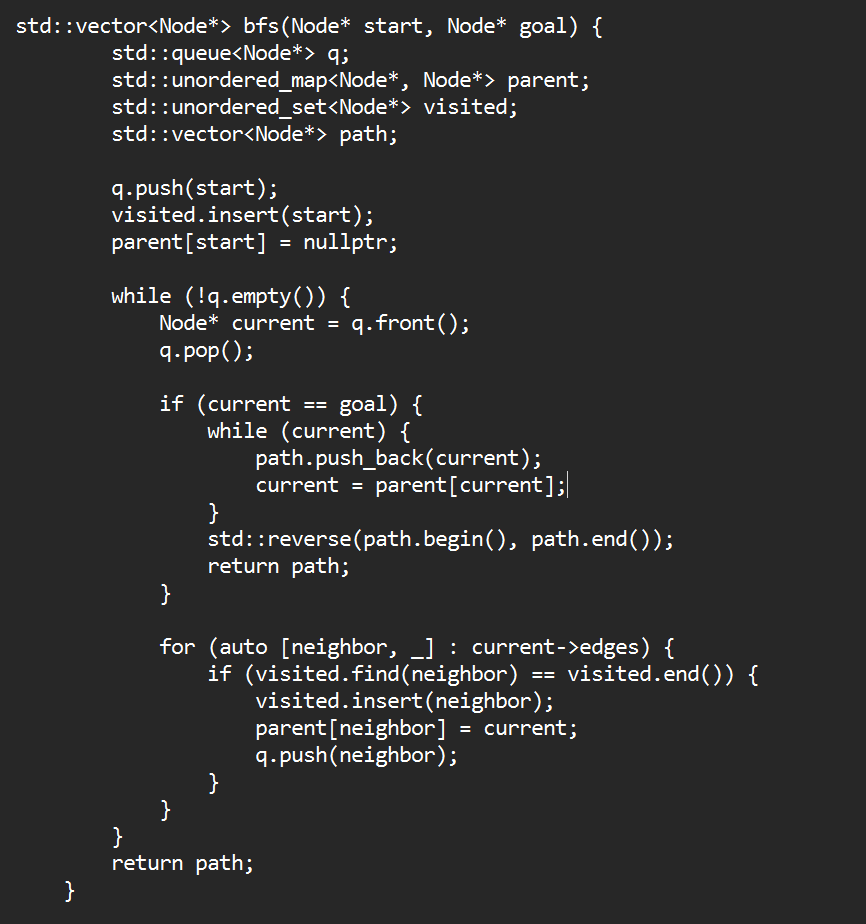 std::vector<Node*> bfs(Node* start, Node* goal) {
        std::queue<Node*> q;
        std::unordered_map<Node*, Node*> parent;
        std::unordered_set<Node*> visited;
        std::vector<Node*> path;

        q.push(start);
        visited.insert(start);
        parent[start] = nullptr;

        while (!q.empty()) {
            Node* current = q.front();
            q.pop();

            if (current == goal) {
                while (current) {
                    path.push_back(current);
                    current = parent[current];
                }
                std::reverse(path.begin(), path.end());
                return path;
            }

            for (auto [neighbor, _] : current->edges) {
                if (visited.find(neighbor) == visited.end()) {
                    visited.insert(neighbor);
                    parent[neighbor] = current;
                    q.push(neighbor);
                }
            }
        }
        return path;
    }